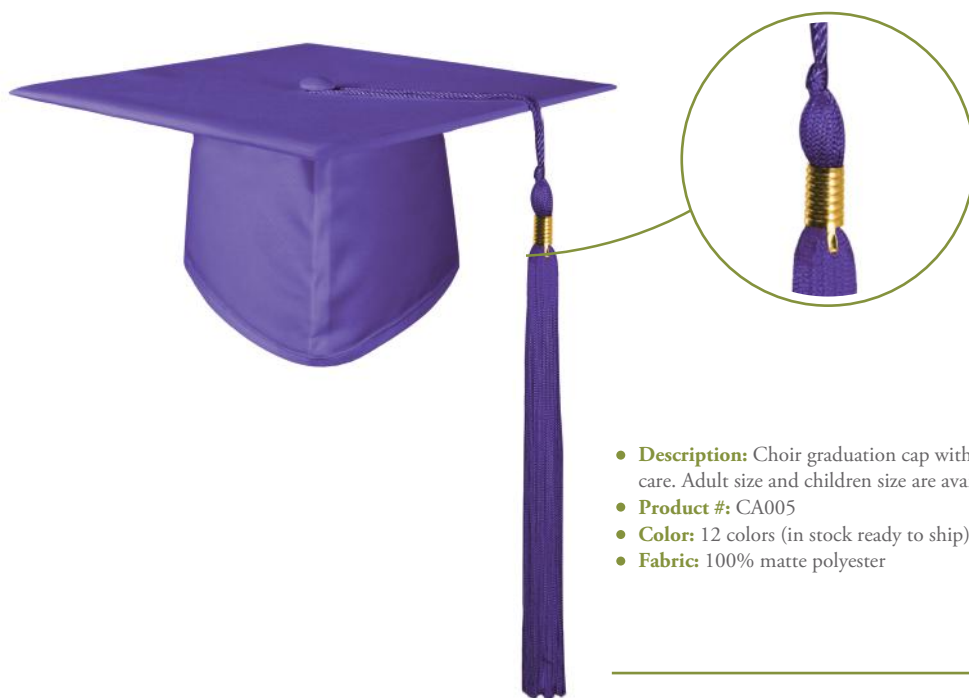 ● Description: Choir graduation cap with
care. Adult size and children size are
● Product #: CA005
● Color: 12 colors (in stock ready to ship)
● Fabric: 100% matte polyester